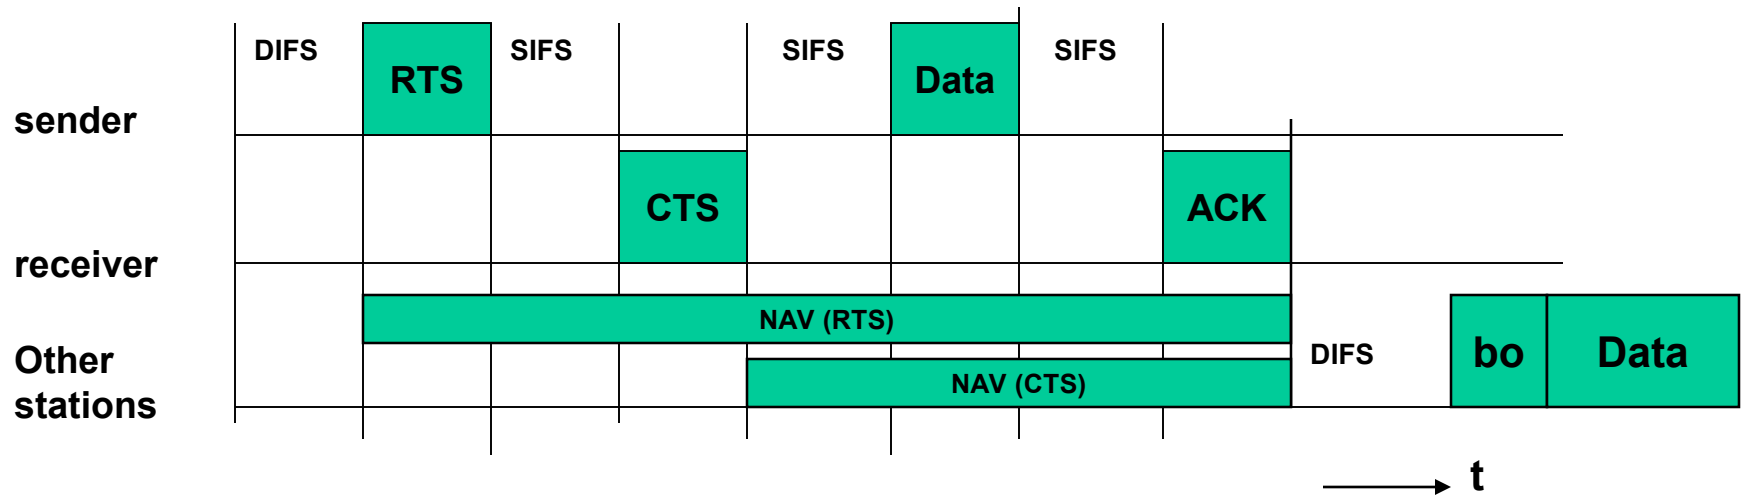 DIFS
RTS
SIFS
SIFS
Data
SIFS
sender
CTS
ACK
receiver
NAV (RTS)
Other
stations
NAV (CTS)
DIFS
bo
Data
t